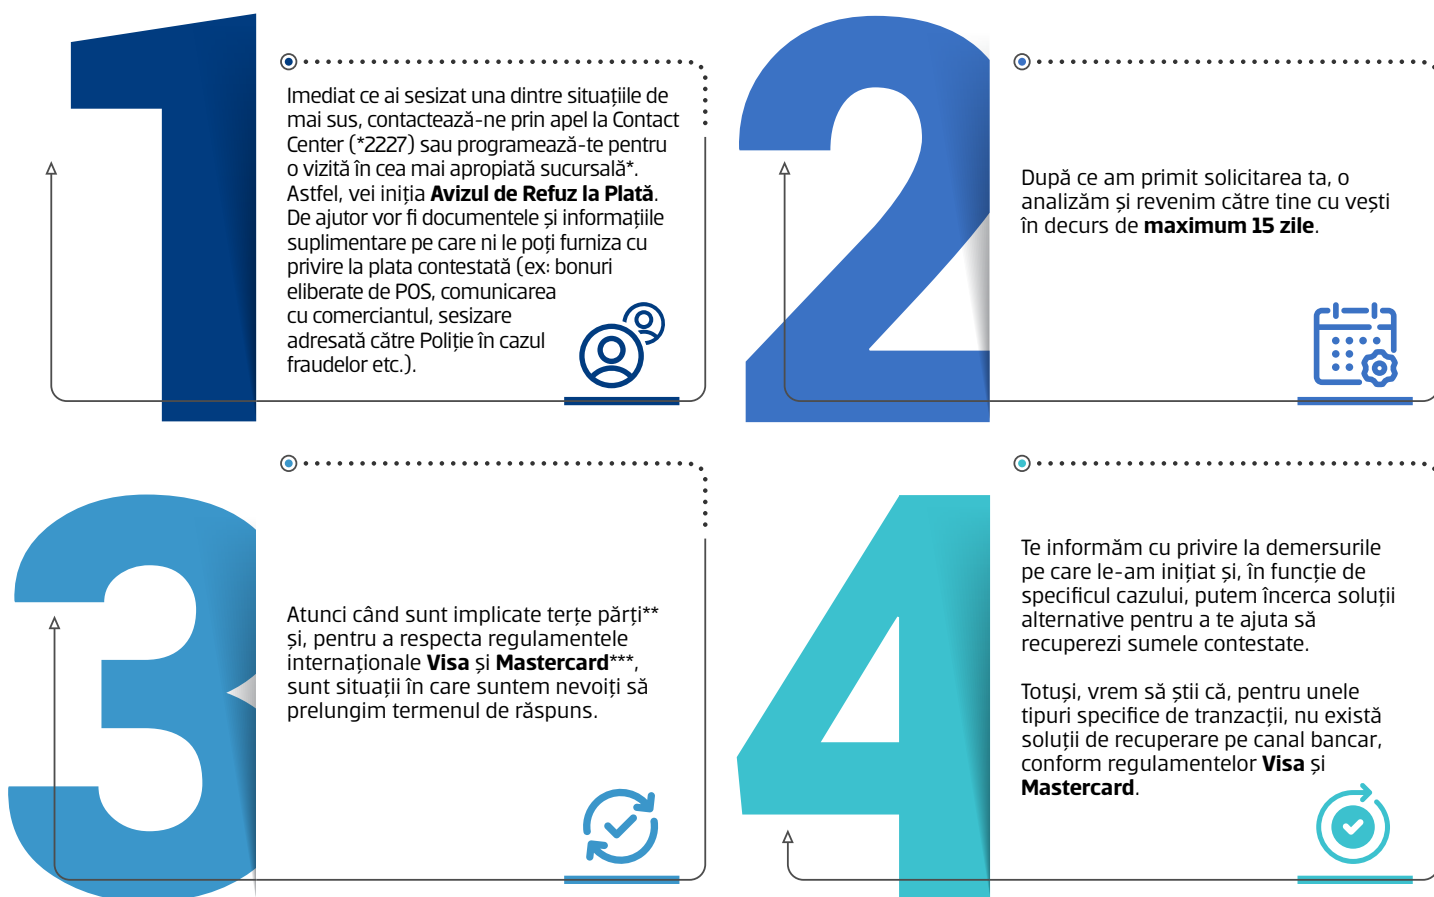 1
Imediat ce ai sesizat una dintre situațiile de
mai sus, contactează-ne prin apel la Contact
Center (*2227) sau programează-te pentru
o vizită în cea mai apropiată sucursală*.
Astfel, vei iniția Avizul de Refuz la Plată.
De ajutor vor fi documentele și informațiile
suplimentare pe care ni le poți furniza cu
privire la plata contestată (ex: bonuri
eliberate de POS, comunicarea
cu comerciantul, sesizare
adresată către Poliție în cazul
fraudelor etc.).
2
După ce am primit solicitarea ta, o
analizăm și revenim către tine cu vești
în decurs de maximum 15 zile.
3
Atunci când sunt implicate terțe părți**
și, pentru a respecta regulamentele
internaționale Visa și Mastercard***,
sunt situații în care suntem nevoiți să
prelungim termenul de răspuns.
4
Te informăm cu privire la demersurile
pe care le-am inițiat și, în funcție de
specificul cazului, putem încerca soluții
alternative pentru a te ajuta să
recuperezi sumele contestate.
Totuși, vrem să știi că, pentru unele
tipuri specifice de tranzacții, nu există
soluții de recuperare pe canal bancar,
conform regulamentelor Visa și
Mastercard.